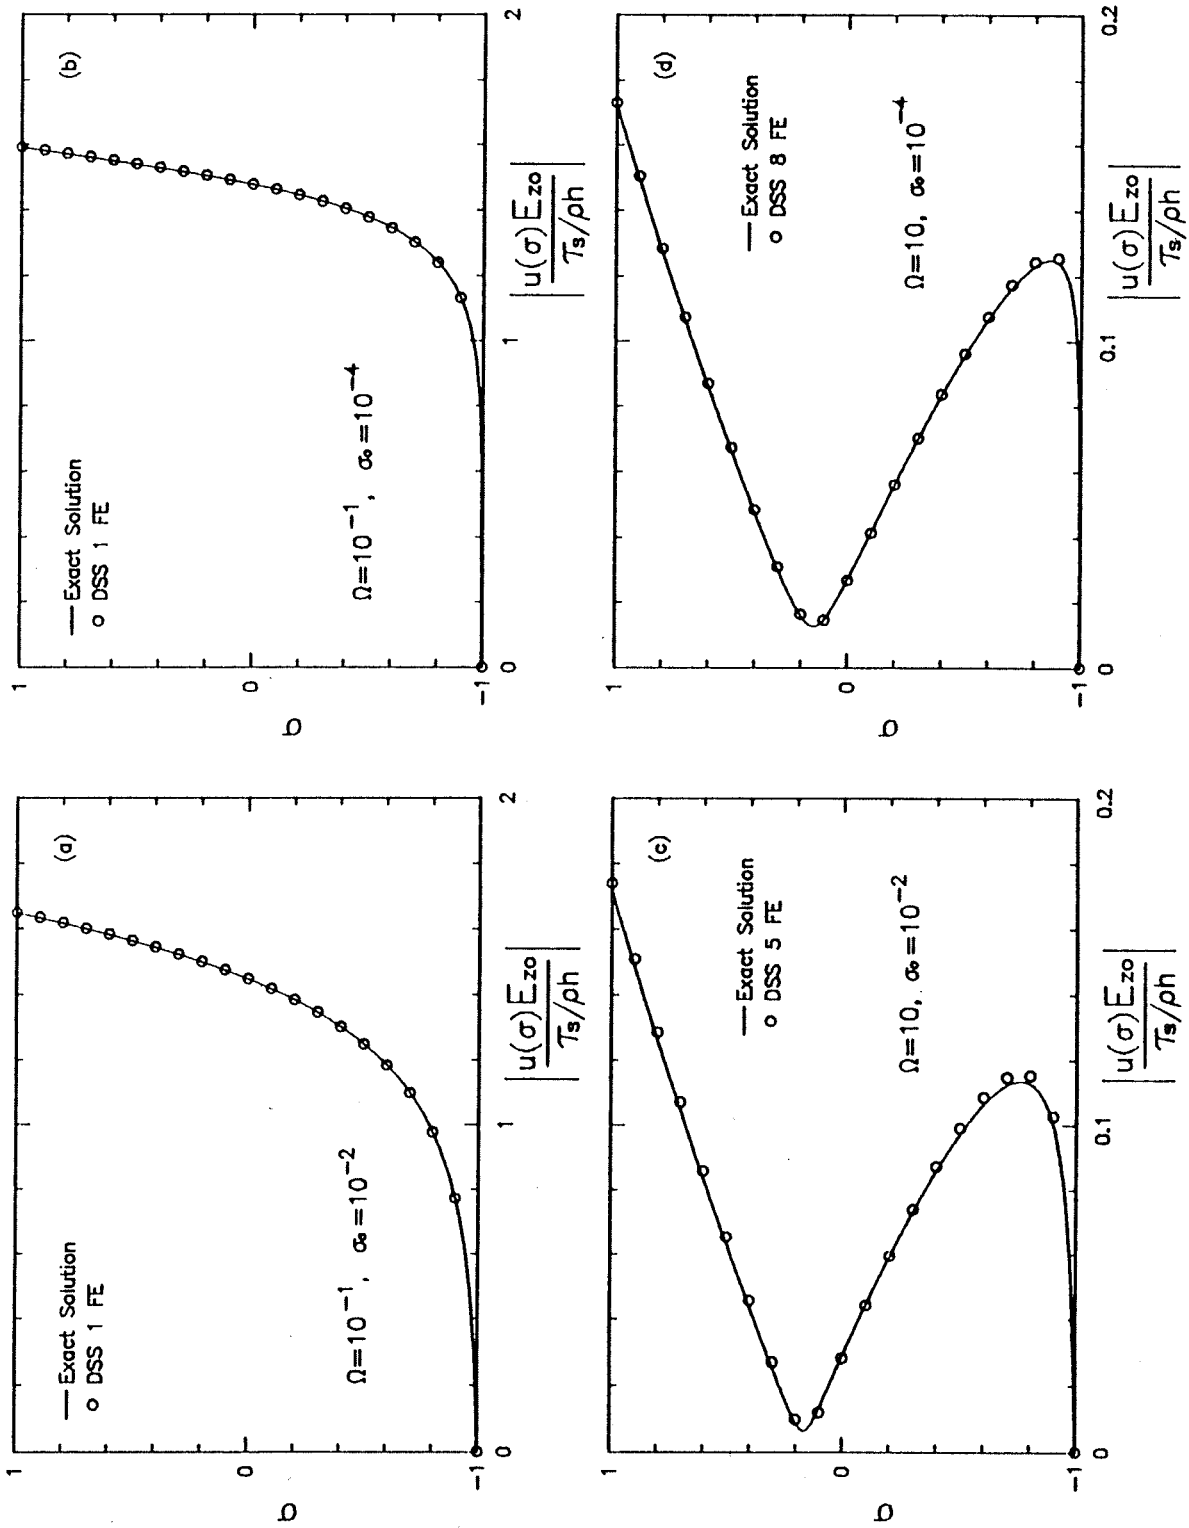 (a)
— Exact Solution
o DSS 1 FE
Ω=10⁻¹, σ₀=10⁻²
1
0
-1
σ
0
1
2
|u(σ)E_zo|
|τ_s/ρh|
(b)
— Exact Solution
o DSS 1 FE
Ω=10⁻¹, σ₀=10⁻⁴
1
0
-1
σ
0
1
2
|u(σ)E_zo|
|τ_s/ρh|
(c)
— Exact Solution
o DSS 5 FE
Ω=10, σ₀=10⁻²
1
0
-1
σ
0
0.1
0.2
|u(σ)E_zo|
|τ_s/ρh|
(d)
— Exact Solution
o DSS 8 FE
Ω=10, σ₀=10⁻⁴
1
0
-1
σ
0
0.1
0.2
|u(σ)E_zo|
|τ_s/ρh|